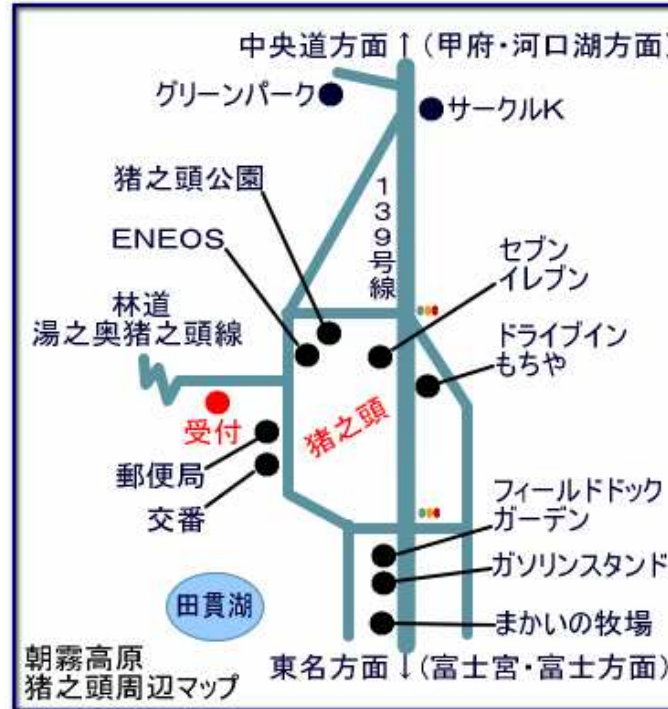 中央道方面↑(甲府・河口湖方面)
グリーンパーク
サークルK
猪之頭公園
139号線
ENEOS
セブン
イレブン
林道
湯之奥猪之頭線
ドライブイン
もちや
受付
猪之頭
郵便局
交番
フィールドドック
ガーデン
ガソリンスタンド
田貫湖
まかいの牧場
朝霧高原
猪之頭周辺マップ
東名方面↓(富士宮・富士方面)